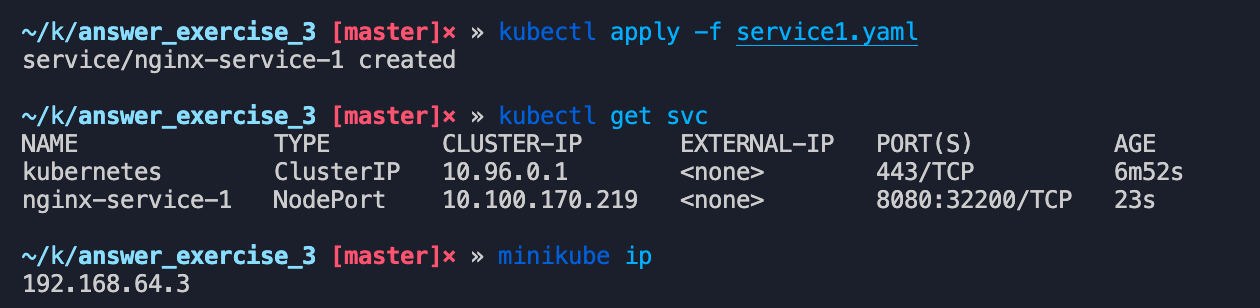 ~/k/answer_exercise_3 [master]× » kubectl apply -f service1.yaml
service/nginx-service-1 created
~/k/answer_exercise_3 [master]× » kubectl get svc
NAME TYPE CLUSTER-IP EXTERNAL-IP PORT(S) AGE
kubernetes ClusterIP 10.96.0.1 <none> 443/TCP 6m52s
nginx-service-1 NodePort 10.100.170.219 <none> 8080:32200/TCP 23s
~/k/answer_exercise_3 [master]× » minikube ip
192.168.64.3